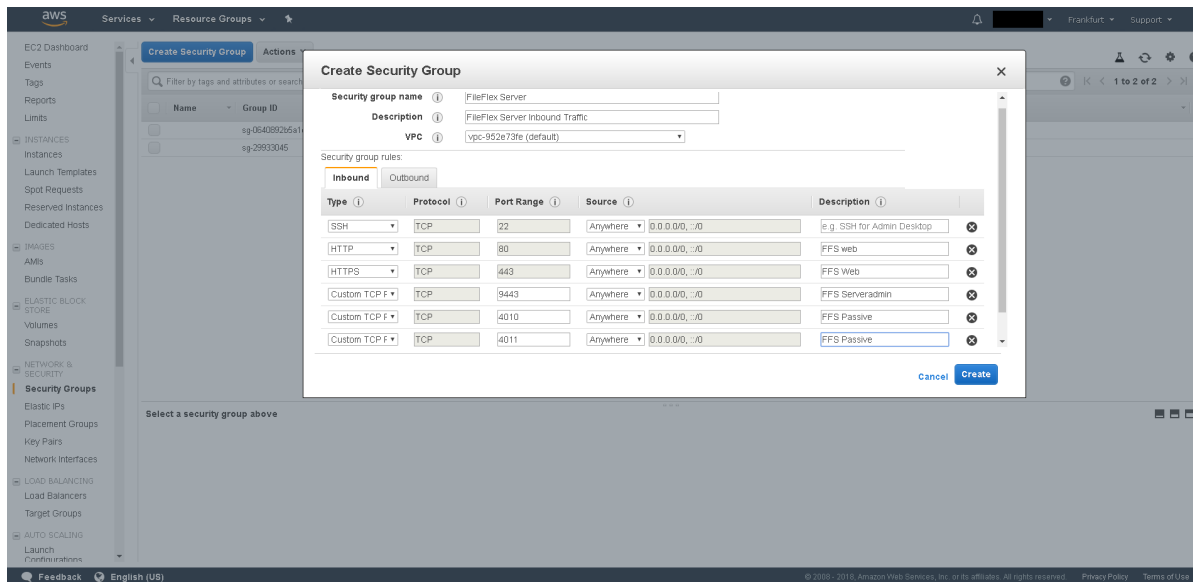 aws Services Resource Groups Frankfurt Support
EC2 Dashboard
Events
Tags
Reports
Limits
INSTANCES
Instances
Launch Templates
Spot Requests
Reserved Instances
Dedicated Hosts
IMAGES
AMIs
Bundle Tasks
ELASTIC BLOCK
STORE
Volumes
Snapshots
NETWORK &
SECURITY
Security Groups
Elastic IPs
Placement Groups
Key Pairs
Network Interfaces
LOAD BALANCING
Load Balancers
Target Groups
AUTO SCALING
Launch
Configurations
Create Security Group Actions
Filter by tags and attributes or search
1 to 2 of 2
Name Group ID
sg-29933045
Create Security Group
Security group name FileFlex Server
Description FileFlex Server Inbound Traffic
VPC vpc-952e73fe (default)
Security group rules:
Inbound Outbound
Type Protocol Port Range Source Description
SSH TCP 22 Anywhere 0.0.0.0/0, ::/0 e.g. SSH for Admin Desktop
HTTP TCP 80 Anywhere 0.0.0.0/0, ::/0 FFS web
HTTPS TCP 443 Anywhere 0.0.0.0/0, ::/0 FFS Web
Custom TCP F TCP 9443 Anywhere 0.0.0.0/0, ::/0 FFS Serveradmin
Custom TCP F TCP 4010 Anywhere 0.0.0.0/0, ::/0 FFS Passive
Custom TCP F TCP 4011 Anywhere 0.0.0.0/0, ::/0 FFS Passive
Cancel Create
Select a security group above
Feedback English (US) © 2008 - 2018, Amazon Web Services, Inc. or its affiliates. All rights reserved. Privacy Policy Terms of Use